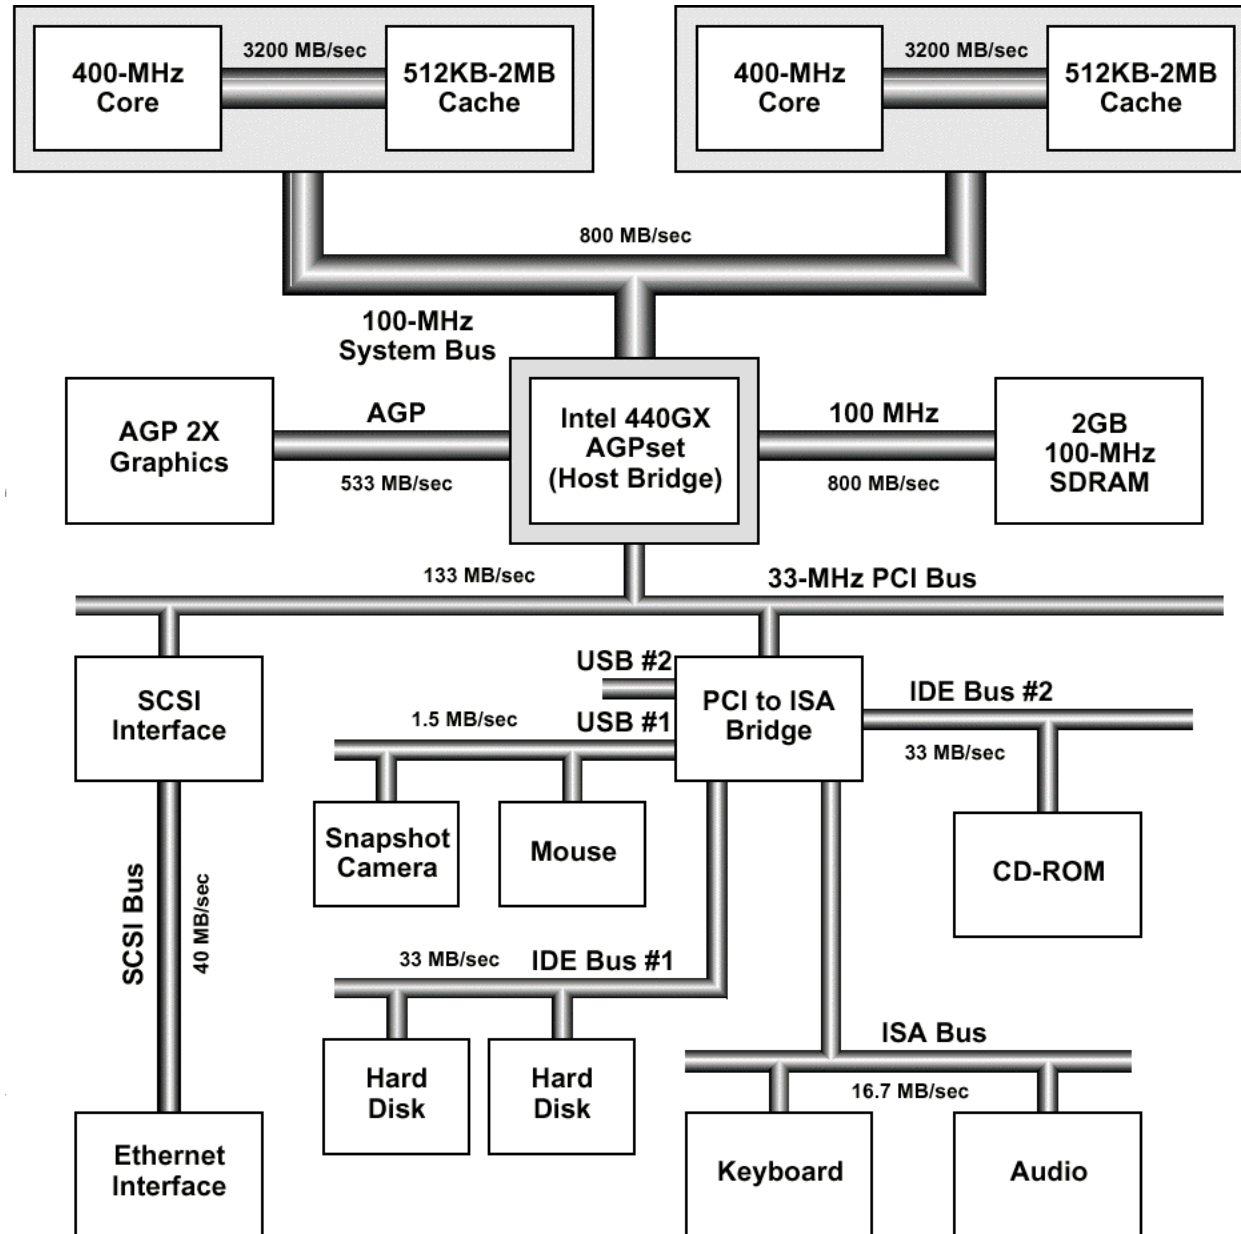 3200 MB/sec
400-MHz
Core
512KB-2MB
Cache
3200 MB/sec
400-MHz
Core
512KB-2MB
Cache
800 MB/sec
100-MHz
System Bus
AGP 2X
Graphics
AGP
533 MB/sec
Intel 440GX
AGPset
(Host Bridge)
100 MHz
800 MB/sec
2GB
100-MHz
SDRAM
133 MB/sec
33-MHz PCI Bus
SCSI
Interface
USB #2
1.5 MB/sec
USB #1
PCI to ISA
Bridge
IDE Bus #2
33 MB/sec
Snapshot
Camera
Mouse
CD-ROM
SCSI Bus
40 MB/sec
33 MB/sec
IDE Bus #1
Hard
Disk
Hard
Disk
ISA Bus
16.7 MB/sec
Ethernet
Interface
Keyboard
Audio